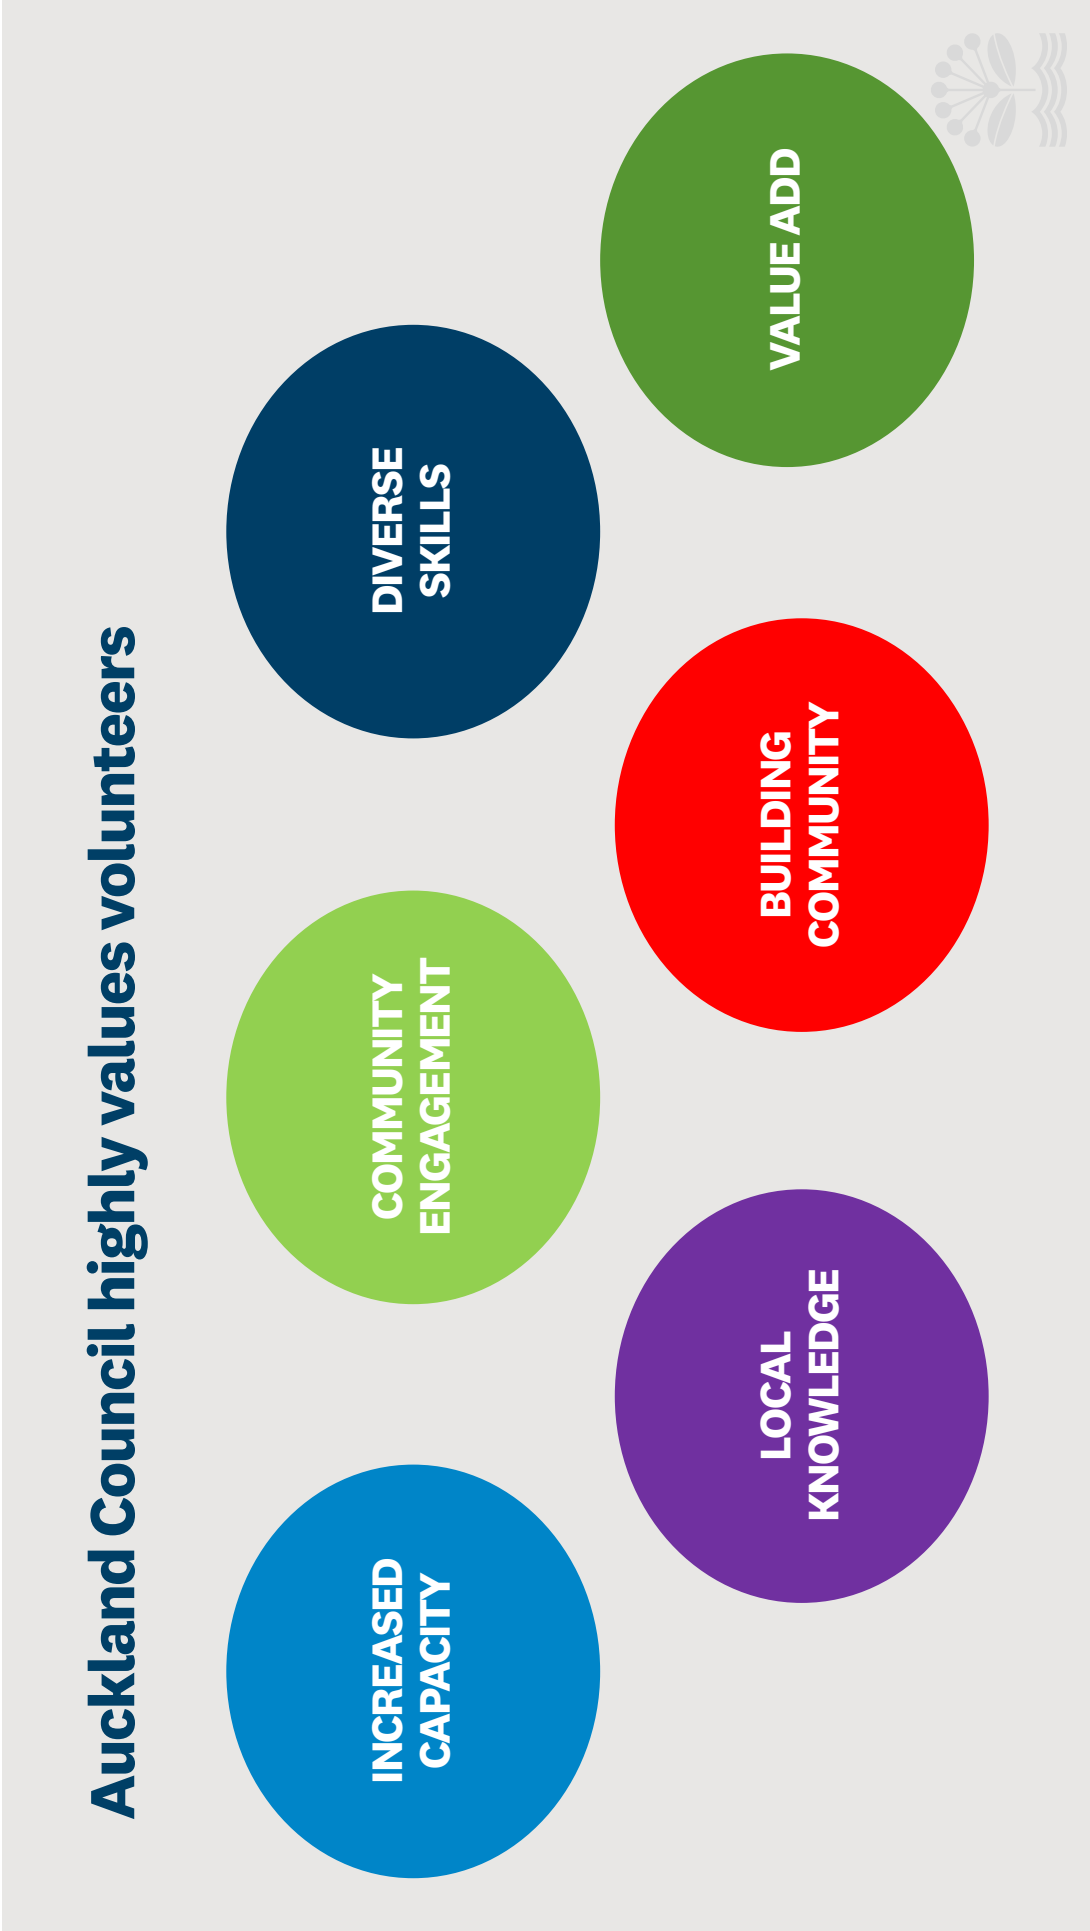 Auckland Council highly values volunteers
INCREASED
CAPACITY
COMMUNITY
ENGAGEMENT
DIVERSE
SKILLS
LOCAL
KNOWLEDGE
BUILDING
COMMUNITY
VALUE ADD